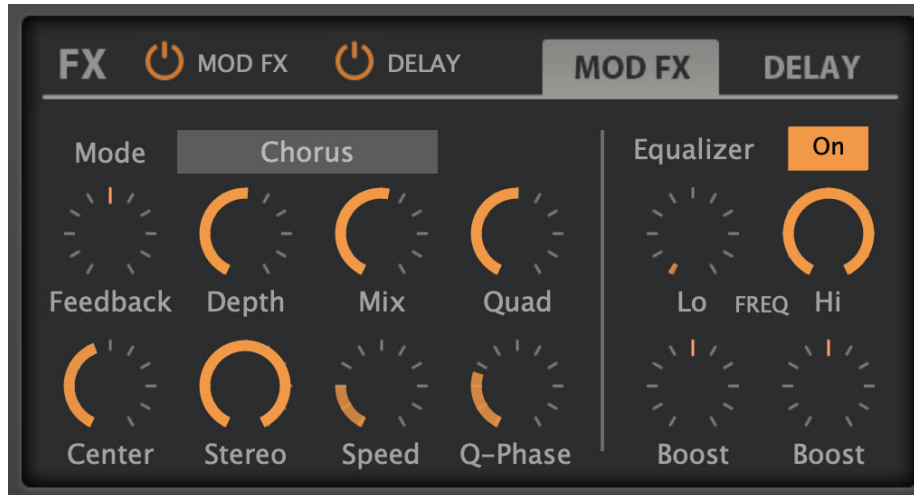 FX MOD FX DELAY MOD FX DELAY
Mode Chorus Equalizer On
Feedback Depth Mix Quad Lo FREQ Hi
Center Stereo Speed Q-Phase Boost Boost